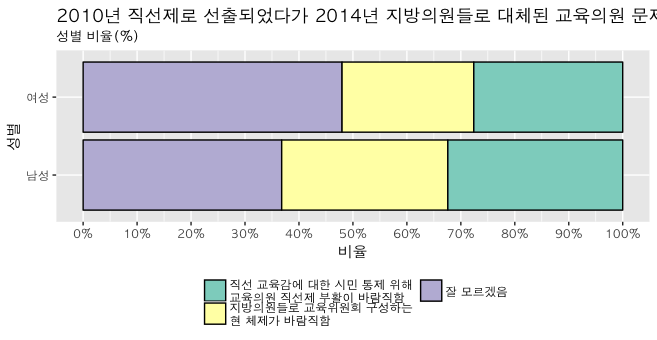 2010년 직선제로 선출되었다가 2014년 지방의원들로 대체된 교육의원
성별 비율(%)
여성
남성
성별
0% 10% 20% 30% 40% 50% 60% 70% 80% 90% 100%
비율
직선 교육감에 대한 시민 통제 위해
교육의원 직선제 부활이 바람직함
지방의원들로 교육위원회 구성하는
현 체제가 바람직함
잘 모르겠음